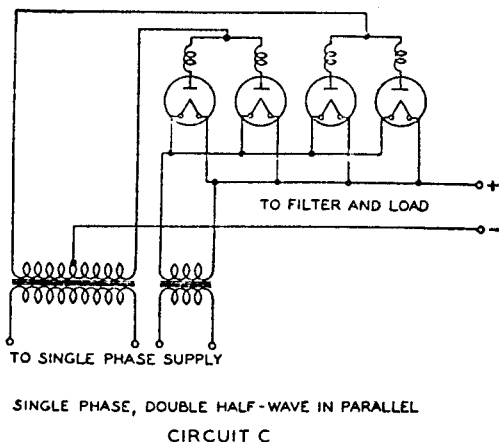 +
TO FILTER AND LOAD
−
TO SINGLE PHASE SUPPLY
SINGLE PHASE, DOUBLE HALF-WAVE IN PARALLEL
CIRCUIT C